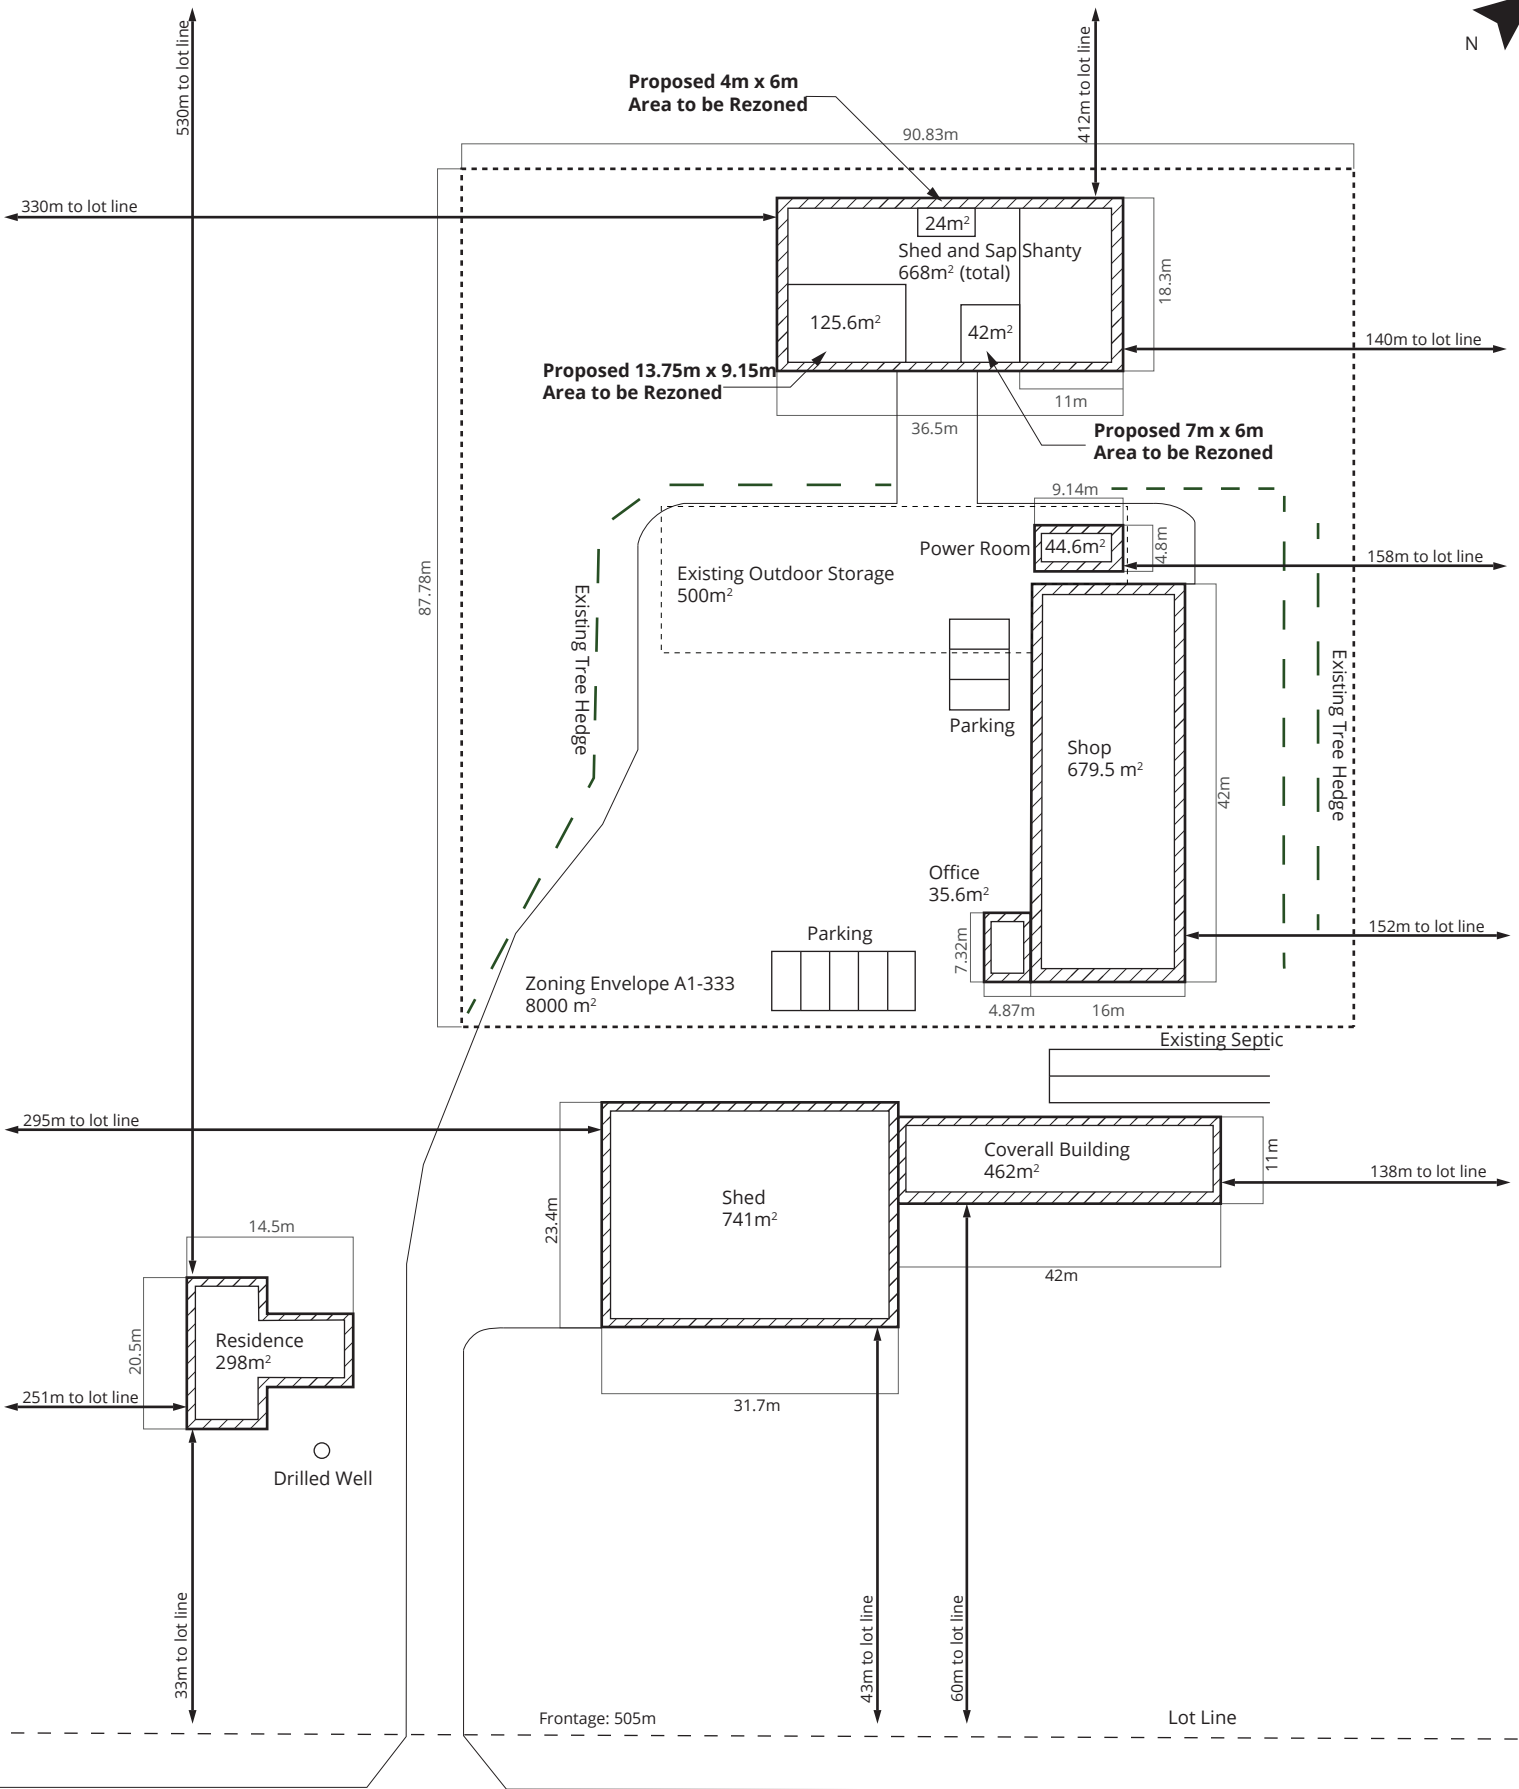 N
530m to lot line
412m to lot line
Proposed 4m x 6m
Area to be Rezoned
90.83m
330m to lot line
24m²
Shed and Sap Shanty
668m² (total)
18.3m
125.6m²
42m²
140m to lot line
Proposed 13.75m x 9.15m
Area to be Rezoned
11m
36.5m
Proposed 7m x 6m
Area to be Rezoned
9.14m
Power Room
44.6m²
4.8m
158m to lot line
Existing Outdoor Storage
500m²
87.78m
Existing Tree Hedge
Existing Tree Hedge
Parking
Shop
679.5 m²
42m
Office
35.6m²
7.32m
152m to lot line
Parking
Zoning Envelope A1-333
8000 m²
4.87m
16m
Existing Septic
295m to lot line
Coverall Building
462m²
11m
138m to lot line
Shed
741m²
23.4m
14.5m
42m
Residence
298m²
20.5m
251m to lot line
31.7m
Drilled Well
33m to lot line
43m to lot line
60m to lot line
Frontage: 505m
Lot Line